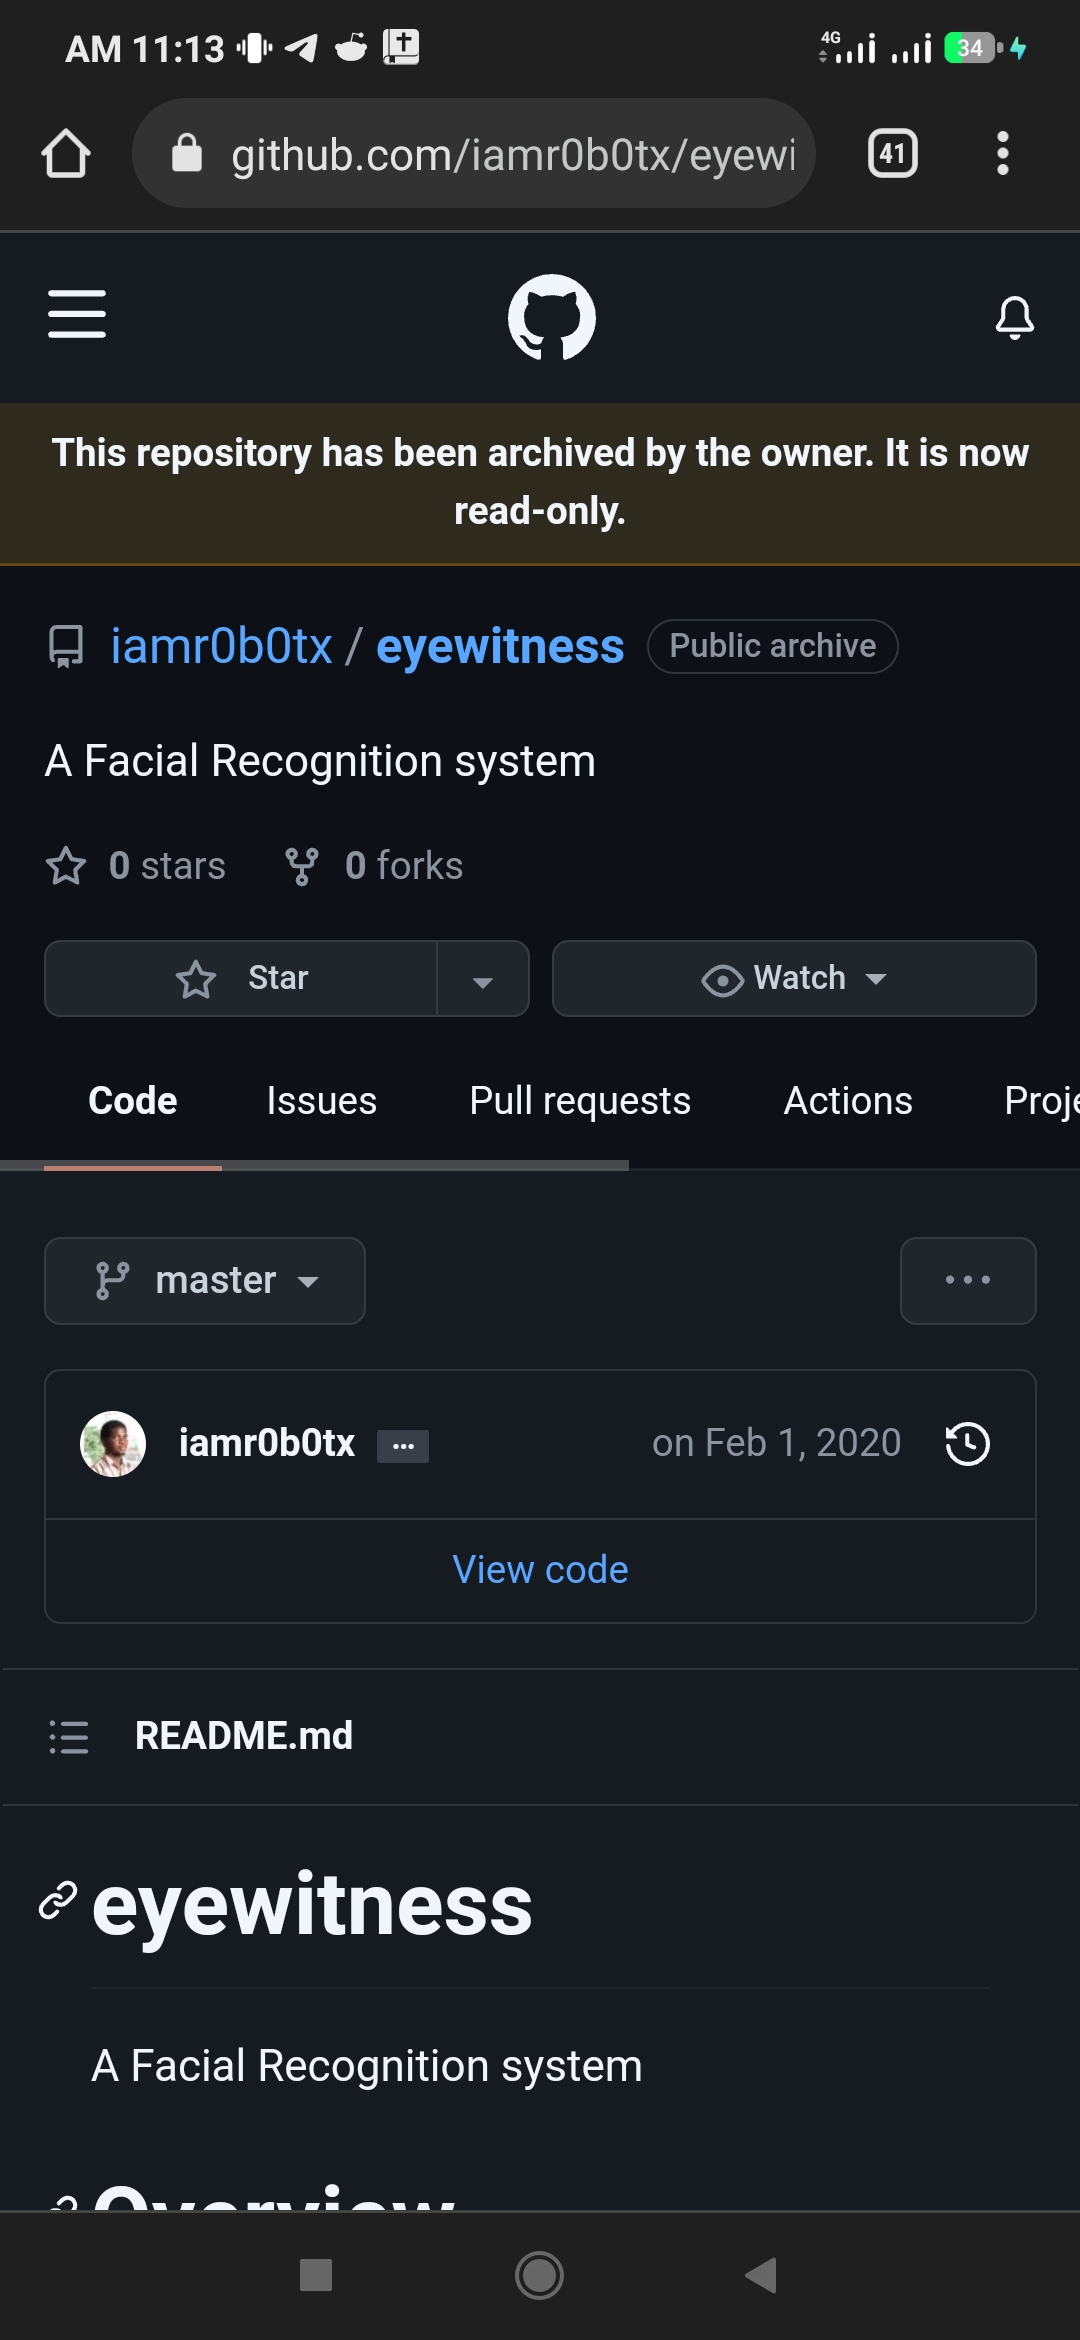 AM 11:13 4G 34
github.com/iamr0b0tx/eyewi 41
This repository has been archived by the owner. It is now
read-only.
iamr0b0tx / eyewitness Public archive
A Facial Recognition system
0 stars 0 forks
Star Watch
Code Issues Pull requests Actions Proje
master
iamr0b0tx ... on Feb 1, 2020
View code
README.md
eyewitness
A Facial Recognition system
Overview